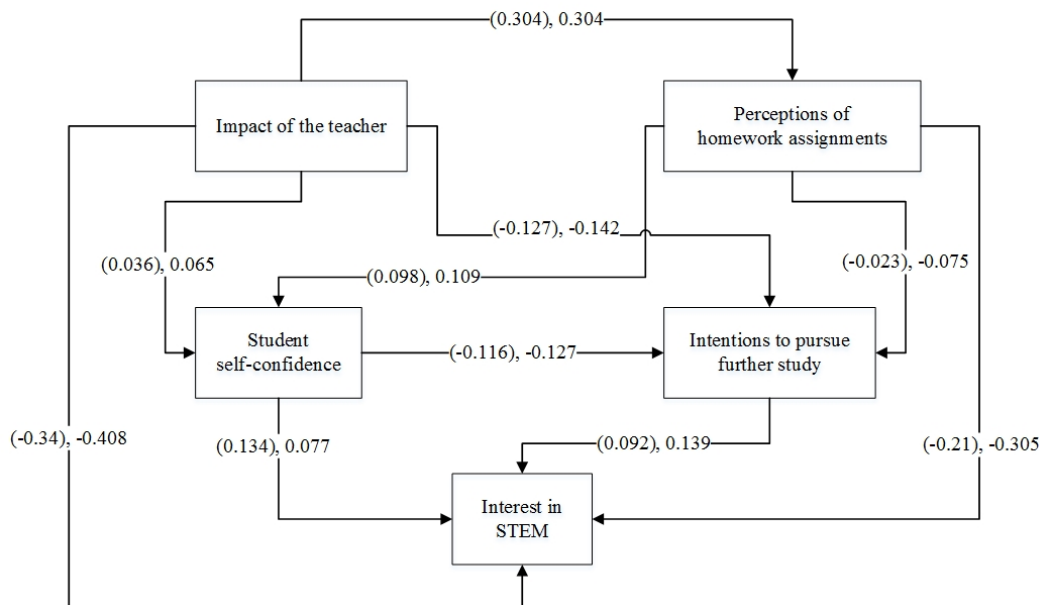 (0.304), 0.304
Impact of the teacher
Perceptions of
homework assignments
(-0.127), -0.142
(0.036), 0.065
(0.098), 0.109
(-0.023), -0.075
Student
self-confidence
(-0.116), -0.127
Intentions to pursue
further study
(-0.34), -0.408
(0.134), 0.077
(0.092), 0.139
(-0.21), -0.305
Interest in
STEM